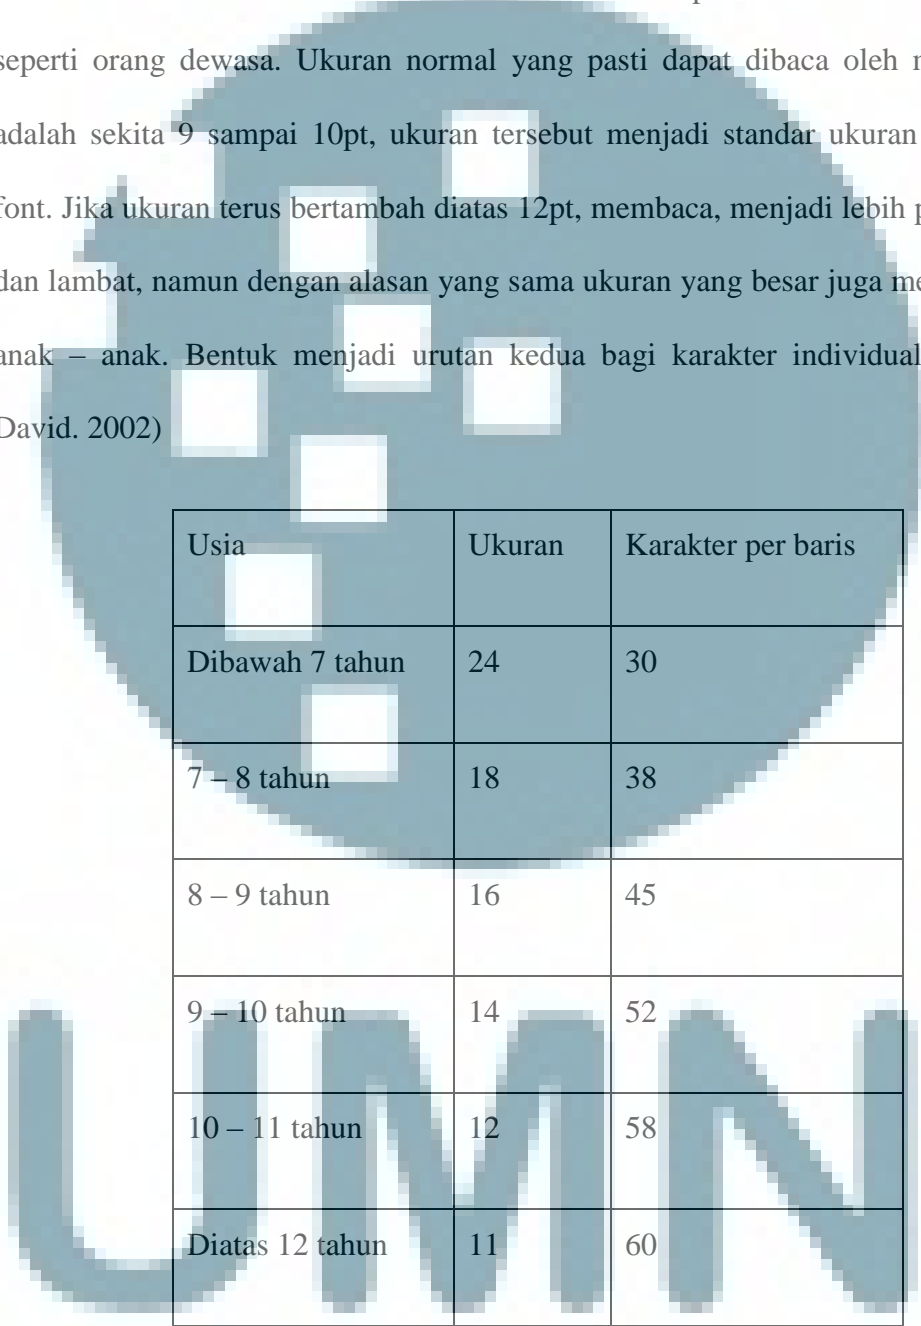 seperti orang dewasa. Ukuran normal yang pasti dapat dibaca oleh
adalah sekita 9 sampai 10pt, ukuran tersebut menjadi standar ukuran
font. Jika ukuran terus bertambah diatas 12pt, membaca, menjadi lebih
dan lambat, namun dengan alasan yang sama ukuran yang besar juga
anak – anak. Bentuk menjadi urutan kedua bagi karakter individual
David. 2002)
Usia Ukuran Karakter per baris
Dibawah 7 tahun 24 30
7 – 8 tahun 18 38
8 – 9 tahun 16 45
9 – 10 tahun 14 52
10 – 11 tahun 12 58
Diatas 12 tahun 11 60
UMN